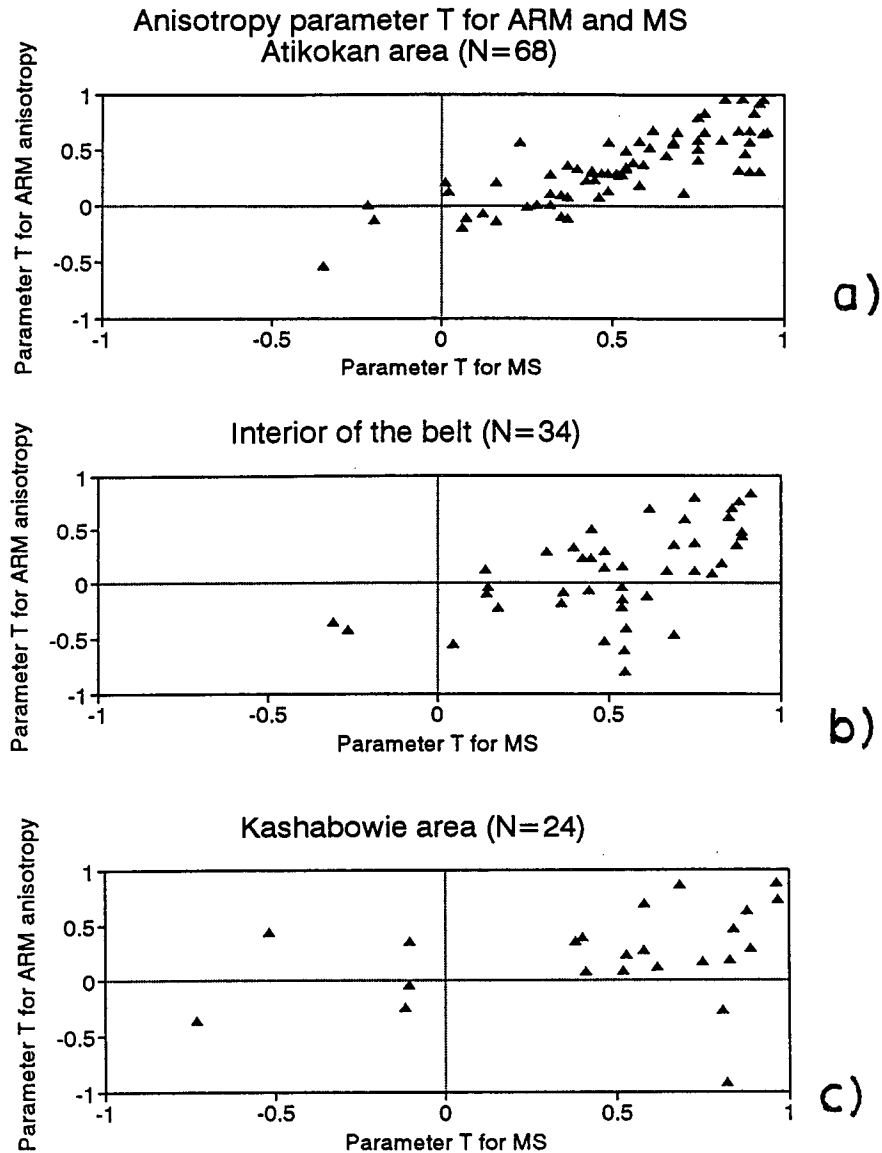 Anisotropy parameter T for ARM and MS
Atikokan area (N=68)
Parameter T for ARM anisotropy
1
0.5
0
-0.5
-1
-1 -0.5 0 0.5 1
Parameter T for MS
a)
Interior of the belt (N=34)
Parameter T for ARM anisotropy
1
0.5
0
-0.5
-1
-1 -0.5 0 0.5 1
Parameter T for MS
b)
Kashabowie area (N=24)
Parameter T for ARM anisotropy
1
0.5
0
-0.5
-1
-1 -0.5 0 0.5 1
Parameter T for MS
c)